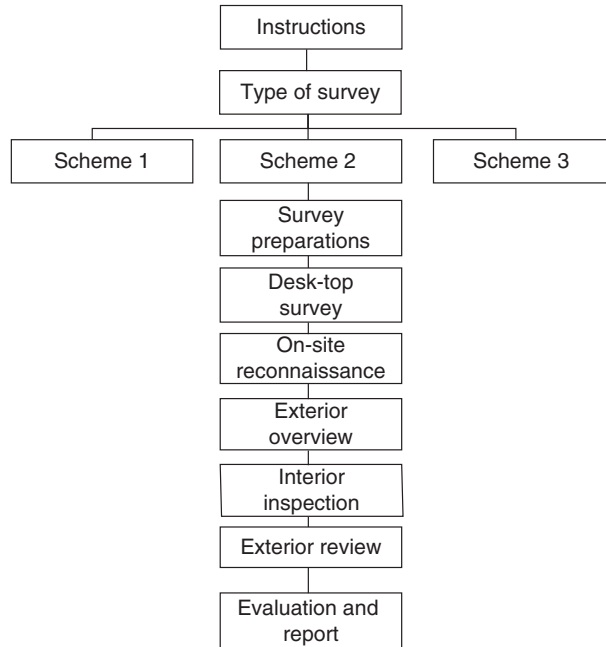 Instructions
Type of survey
Scheme 1
Scheme 2
Scheme 3
Survey
preparations
Desk-top
survey
On-site
reconnaissance
Exterior
overview
Interior
inspection
Exterior review
Evaluation and
report